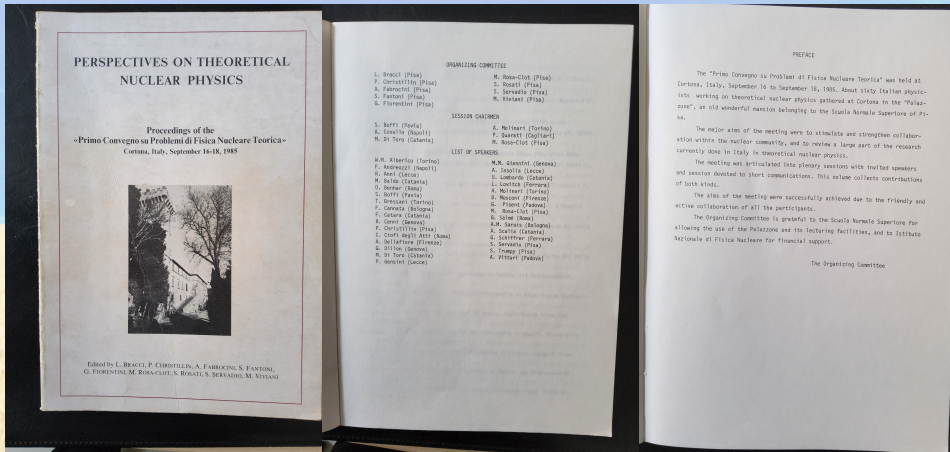 PERSPECTIVES ON THEORETICAL
NUCLEAR PHYSICS
Proceedings of the
«Primo Convegno su Problemi di Fisica Nucleare Teorica»
Cortona, Italy, September 16-18, 1985
Edited by L. BRACCI, P. CHRISTILLIN, A. FABROCINI, S. FANTONI,
G. FIORENTINI, M. ROSA-CLOT, S. ROSATI, S. SERVADIO, M. VIVIANI
ORGANIZING COMMITTEE
L. Bracci (Pisa)
P. Christillin (Pisa)
A. Fabrocini (Pisa)
S. Fantoni (Pisa)
G. Fiorentini (Pisa)
M. Rosa-Clot (Pisa)
S. Rosati (Pisa)
S. Servadio (Pisa)
M. Viviani (Pisa)
SESSION CHAIRMEN
S. Boffi (Pavia)
A. Covello (Napoli)
M. Di Toro (Catania)
A. Molinari (Torino)
P. Quarati (Cagliari)
M. Rosa-Clot (Pisa)
LIST OF SPEAKERS
W.M. Alberico (Torino)
F. Andreozzi (Napoli)
R. Anni (Lecce)
M. Baldo (Catania)
O. Benhar (Roma)
S. Boffi (Pavia)
T. Bressani (Torino)
F. Cannata (Bologna)
F. Catara (Catania)
R. Cenni (Genova)
P. Christillin (Pisa)
C. Ciofi degli Atti (Roma)
A. Dellafiore (Firenze)
G. Dillon (Genova)
M. Di Toro (Catania)
P. Gensini (Lecce)
M.M. Giannini (Genova)
A. Insolia (Lecce)
U. Lombardo (Catania)
L. Lovitch (Ferrara)
A. Molinari (Torino)
B. Mosconi (Firenze)
G. Pisent (Padova)
M. Rosa-Clot (Pisa)
G. Salmè (Roma)
A.M. Saruis (Bologna)
A. Scalia (Catania)
G. Schiffrer (Ferrara)
S. Servadio (Pisa)
S. Trumpy (Pisa)
A. Vitturi (Padova)
PREFACE
The "Primo Convegno su Problemi di Fisica Nucleare Teorica" was held at
Cortona, Italy, September 16 to September 18, 1985. About sixty Italian physic-
ists working on theoretical nuclear physics gathered at Cortona in the "Palaz-
zone", an old wonderful mansion belonging to the Scuola Normale Superiore of Pi-
sa.
The major aims of the meeting were to stimulate and strengthen collabor-
ation within the nuclear community, and to review a large part of the research
currently done in Italy in theoretical nuclear physics.
The meeting was articulated into plenary sessions with invited speakers
and session devoted to short communications. This volume collects contributions
of both kinds.
The aims of the meeting were successfully achieved due to the friendly and
active collaboration of all the participants.
The Organizing Committee is grateful to the Scuola Normale Superiore for
allowing the use of the Palazzone and its lecturing facilities, and to Istituto
Nazionale di Fisica Nucleare for financial support.
The Organizing Committee